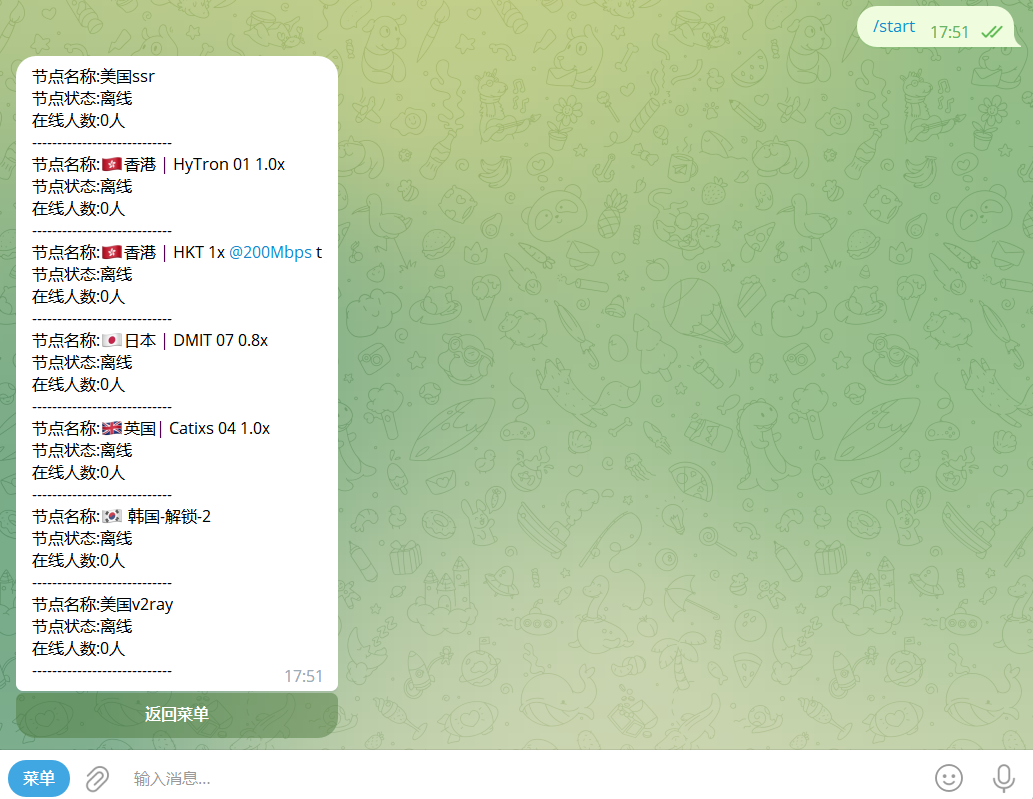 /start 17:51
节点名称:美国ssr
节点状态:离线
在线人数:0人
----------------------------
节点名称:🇭🇰香港 | HyTron 01 1.0x
节点状态:离线
在线人数:0人
----------------------------
节点名称:🇭🇰香港 | HKT 1x @200Mbps t
节点状态:离线
在线人数:0人
----------------------------
节点名称:🇯🇵日本 | DMIT 07 0.8x
节点状态:离线
在线人数:0人
----------------------------
节点名称:🇬🇧英国| Catixs 04 1.0x
节点状态:离线
在线人数:0人
----------------------------
节点名称:🇰🇷 韩国-解锁-2
节点状态:离线
在线人数:0人
----------------------------
节点名称:美国v2ray
节点状态:离线
在线人数:0人
----------------------------
17:51
返回菜单
菜单
输入消息...